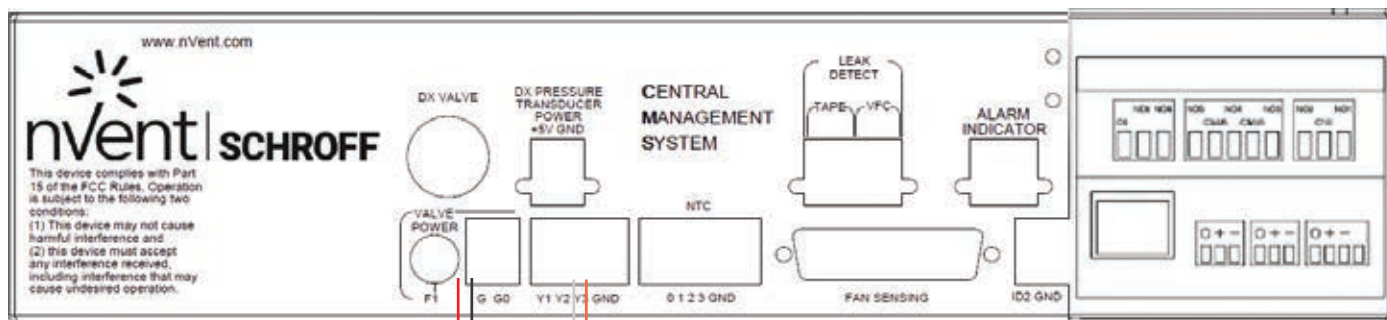 www.nVent.com
nVent | SCHROFF
This device complies with Part
15 of the FCC Rules. Operation
is subject to the following two
conditions:
(1) This device may not cause
harmful interference and
(2) this device must accept
any interference received,
including interference that may
cause undesired operation.
DX VALVE
DX PRESSURE
TRANSDUCER
POWER
+5V GND
CENTRAL
MANAGEMENT
SYSTEM
LEAK
DETECT
TAPE
VFC
ALARM
INDICATOR
VALVE
POWER
F1
G G0
Y1 Y2 Y3 GND
NTC
0 1 2 3 GND
FAN SENSING
ID2 GND
0 + -
0 + -
0 + -